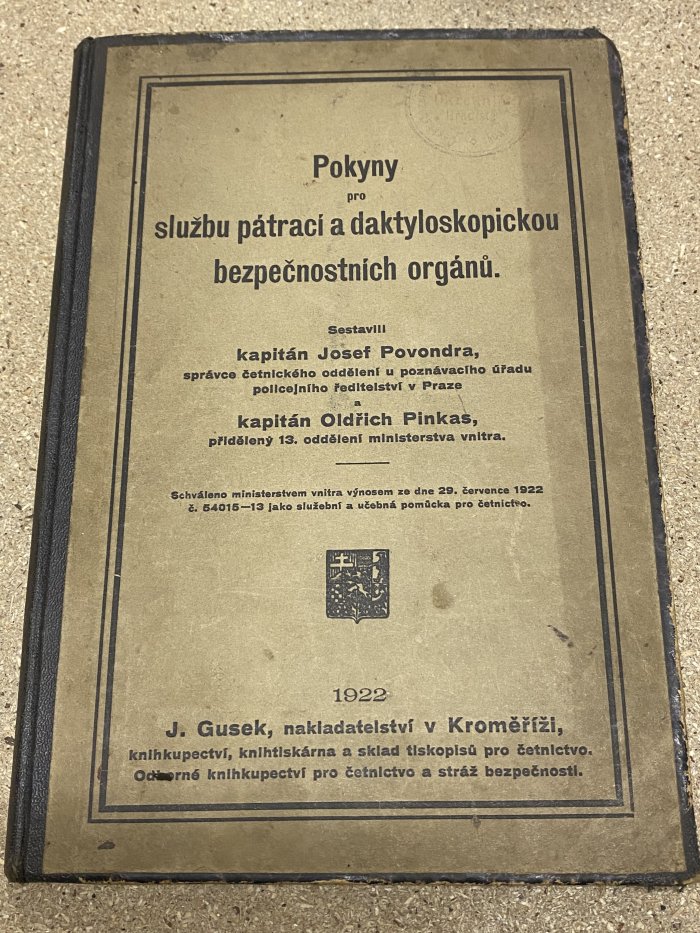 Pokyny
pro
službu pátrací a daktyloskopickou
bezpečnostních orgánů.
Sestavili
kapitán Josef Povondra,
správce četnického oddělení u poznávacího úřadu
policejního ředitelství v Praze
a
kapitán Oldřich Pinkas,
přidělený 13. oddělení ministerstva vnitra.
Schváleno ministerstvem vnitra výnosem ze dne 29. července 1922
č. 54015—13 jako služební a učebná pomůcka pro četnictvo.
1922
J. Gusek, nakladatelství v Kroměříži,
knihkupectví, knihtiskárna a sklad tiskopisů pro četnictvo.
Odborné knihkupectví pro četnictvo a stráž bezpečnosti.